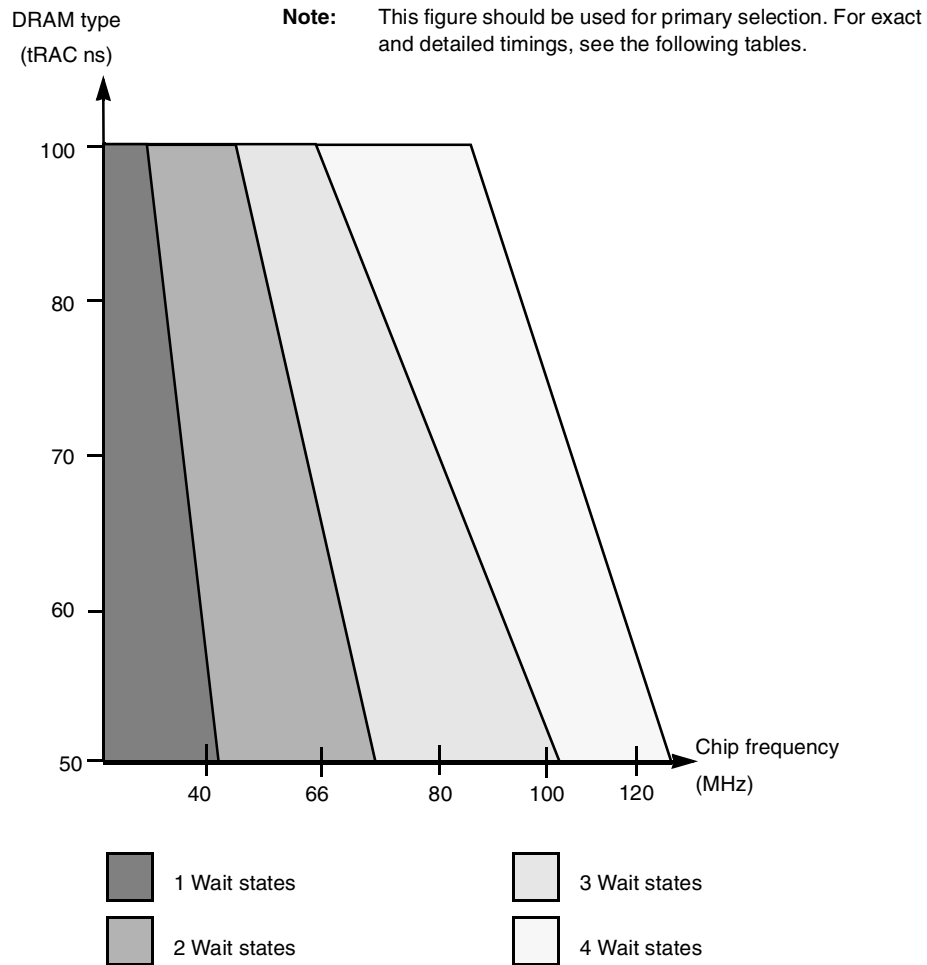 DRAM type
(tRAC ns)
Note: This figure should be used for primary selection. For exact
and detailed timings, see the following tables.
100
80
70
60
50
40 66 80 100 120
Chip frequency
(MHz)
1 Wait states
3 Wait states
2 Wait states
4 Wait states